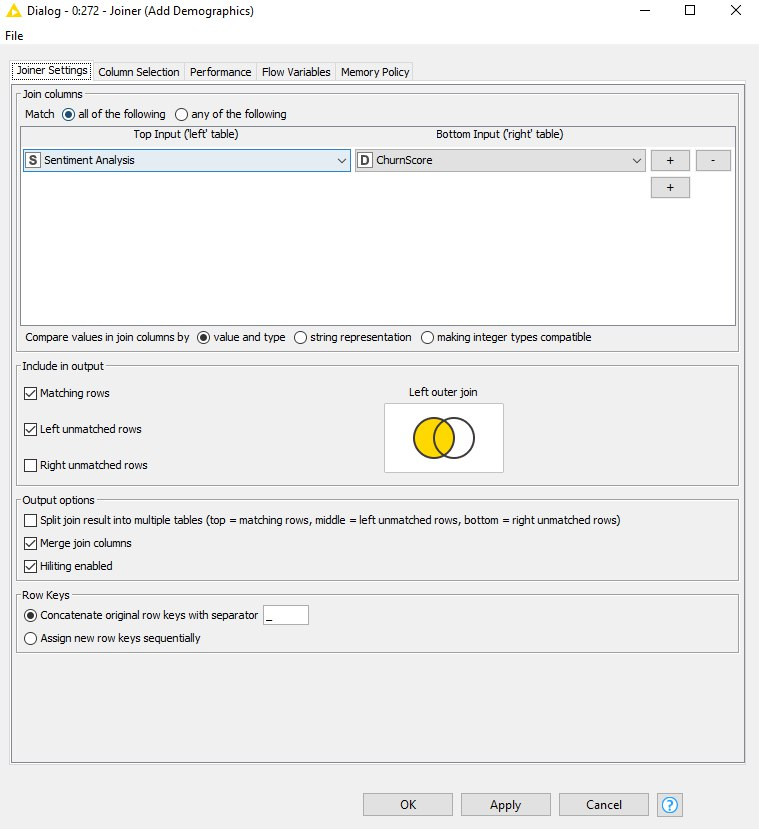 Dialog - 0:272 - Joiner (Add Demographics)
File
Joiner Settings Column Selection Performance Flow Variables Memory Policy
Join columns
Match all of the following any of the following
Top Input ('left' table) Bottom Input ('right' table)
S Sentiment Analysis D ChurnScore + -
+
Compare values in join columns by value and type string representation making integer types compatible
Include in output
Matching rows Left outer join
Left unmatched rows
Right unmatched rows
Output options
Split join result into multiple tables (top = matching rows, middle = left unmatched rows, bottom = right unmatched rows)
Merge join columns
Hiliting enabled
Row Keys
Concatenate original row keys with separator _
Assign new row keys sequentially
OK Apply Cancel ?